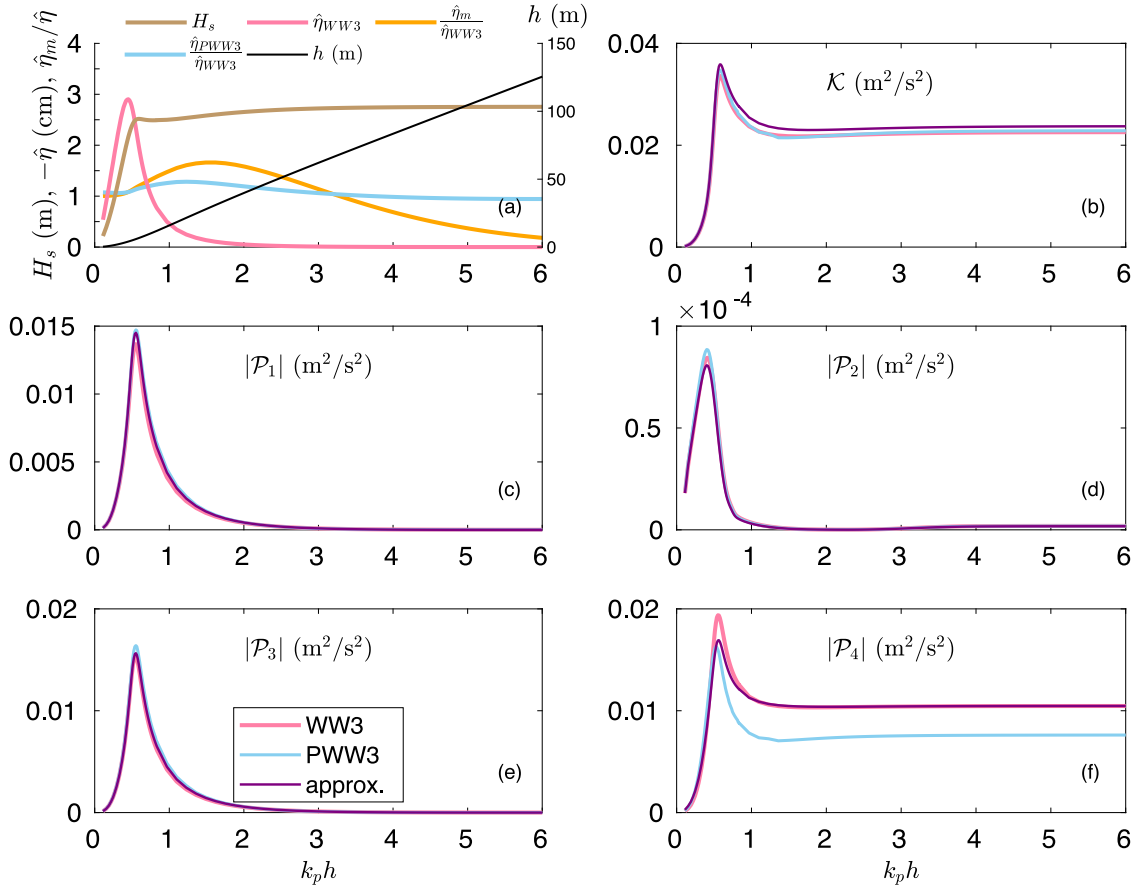 H_s η̂_{WW3} η̂_m/η̂_{WW3} h (m)
η̂_{PWW3}/η̂_{WW3} h (m)
H_s (m), −η̂ (cm), η̂_m/η̂
4
3
2
1
0
150
100
50
0
(a)
0 1 2 3 4 5 6
0.04
0.02
0
𝒦 (m²/s²)
(b)
0 1 2 3 4 5 6
0.015
0.01
0.005
0
|𝒫₁| (m²/s²)
(c)
0 1 2 3 4 5 6
×10⁻⁴
1
0.5
0
|𝒫₂| (m²/s²)
(d)
0 1 2 3 4 5 6
0.02
0.01
0
|𝒫₃| (m²/s²)
WW3
PWW3
approx.
(e)
0 1 2 3 4 5 6
k_p h
0.02
0.01
0
|𝒫₄| (m²/s²)
(f)
0 1 2 3 4 5 6
k_p h